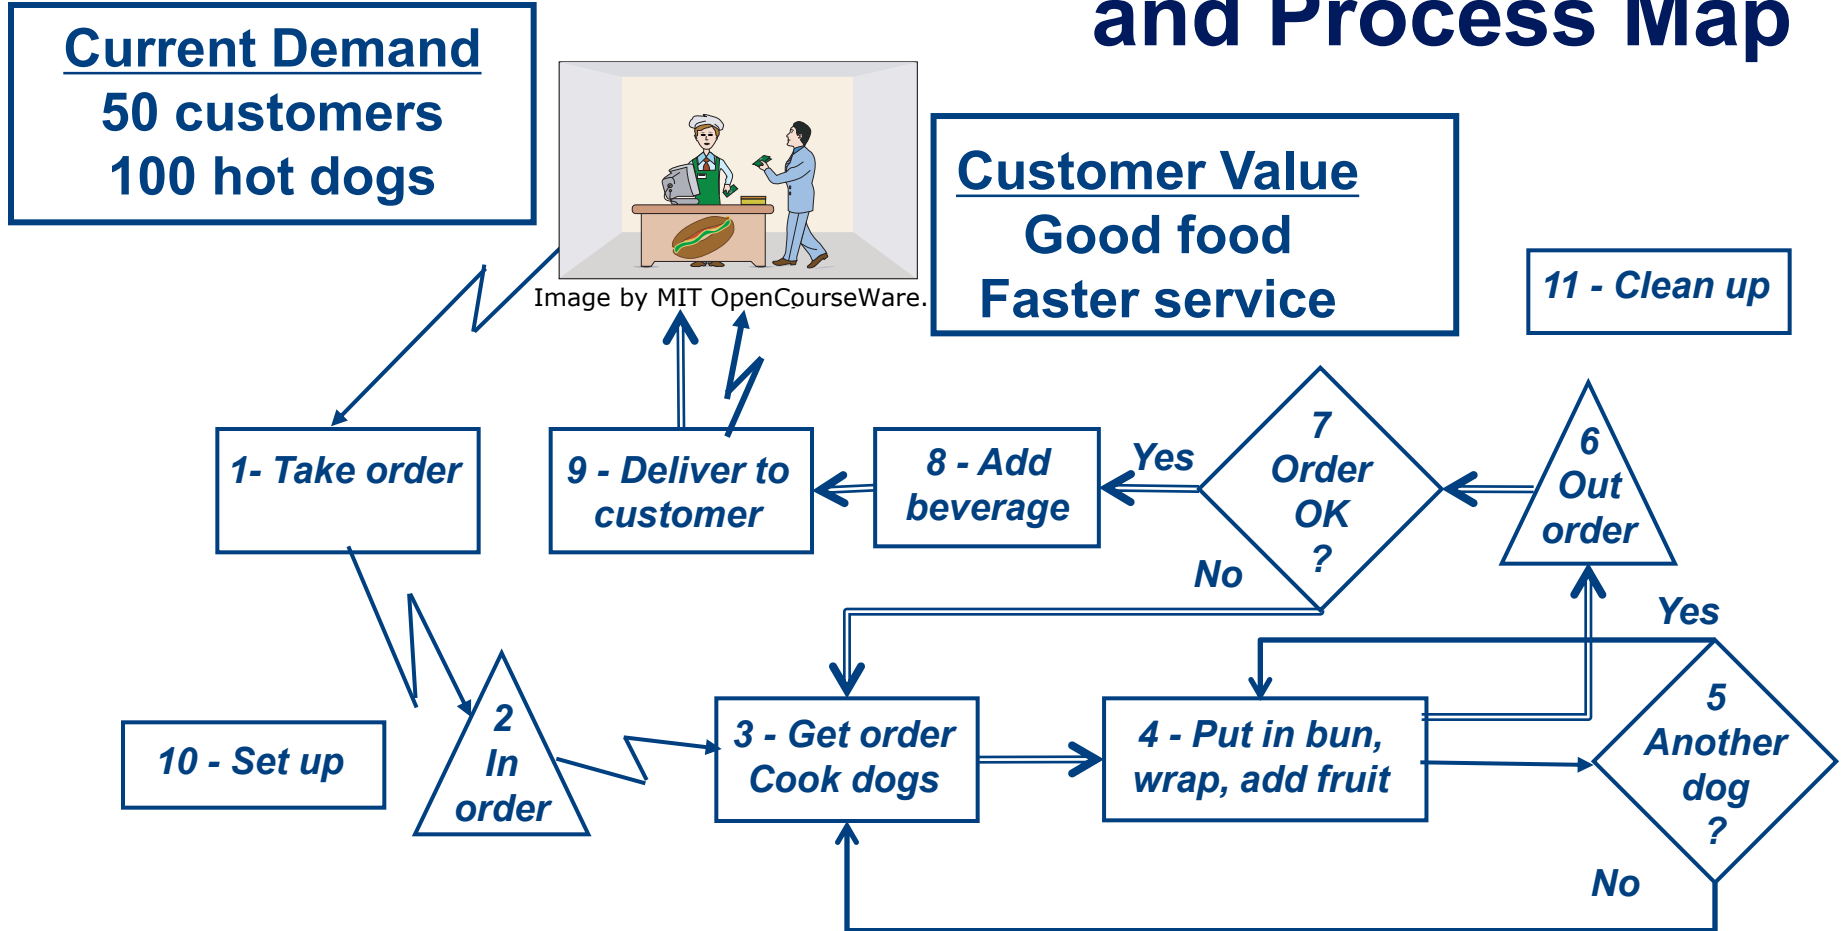 and Process Map
Current Demand
50 customers
100 hot dogs
Image by MIT OpenCourseWare.
Customer Value
Good food
Faster service
11 - Clean up
1- Take order
9 - Deliver to
customer
8 - Add
beverage
Yes
7
Order
OK
?
No
6
Out
order
Yes
10 - Set up
2
In
order
3 - Get order
Cook dogs
4 - Put in bun,
wrap, add fruit
5
Another
dog
?
No